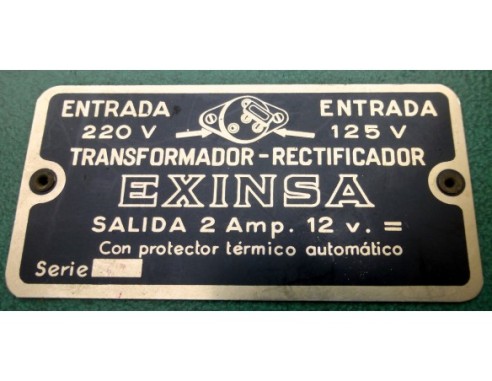 ENTRADA ENTRADA
220 V 125 V
TRANSFORMADOR-RECTIFICADOR
EXINSA
SALIDA 2 Amp. 12 v. =
Con protector térmico automático
Serie